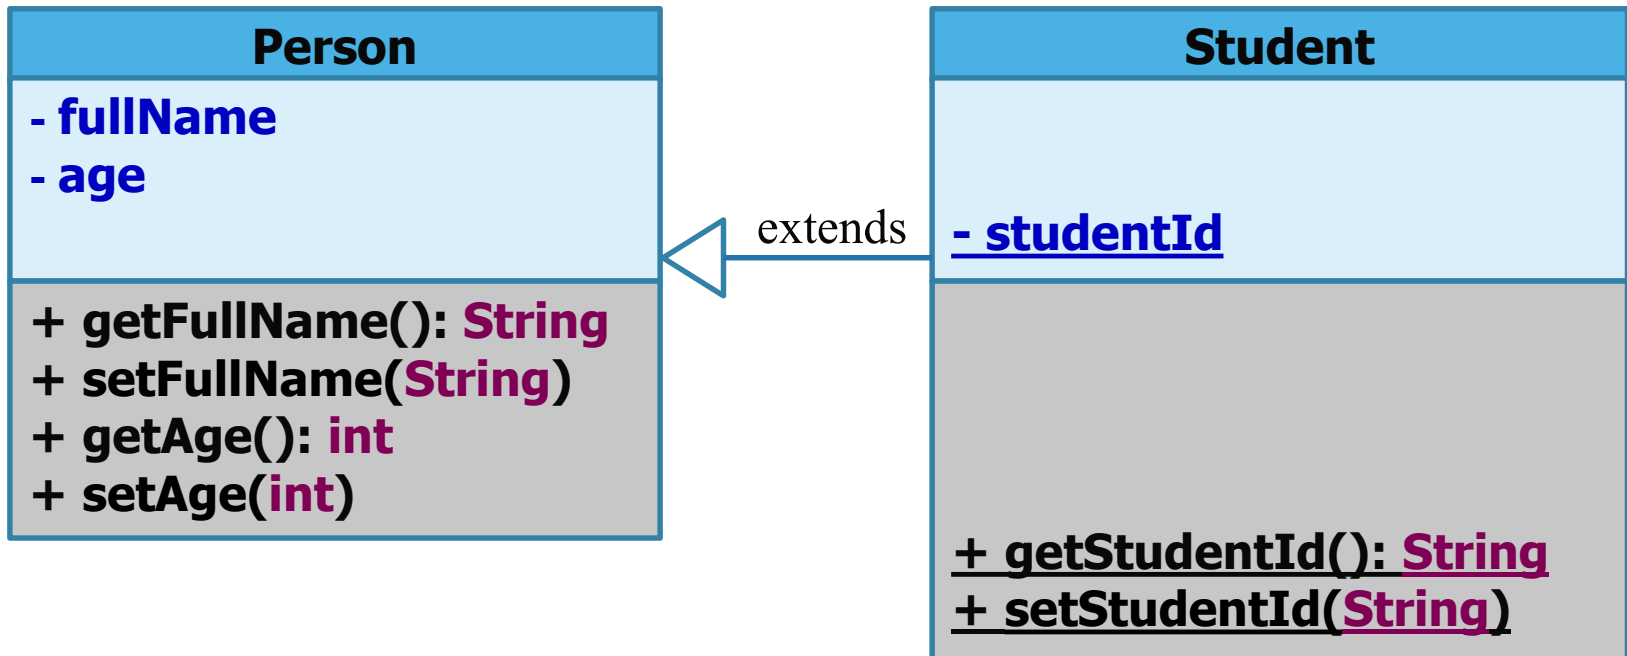 Person
- fullName
- age
+ getFullName(): String
+ setFullName(String)
+ getAge(): int
+ setAge(int)
extends
Student
- studentId
+ getStudentId(): String
+ setStudentId(String)